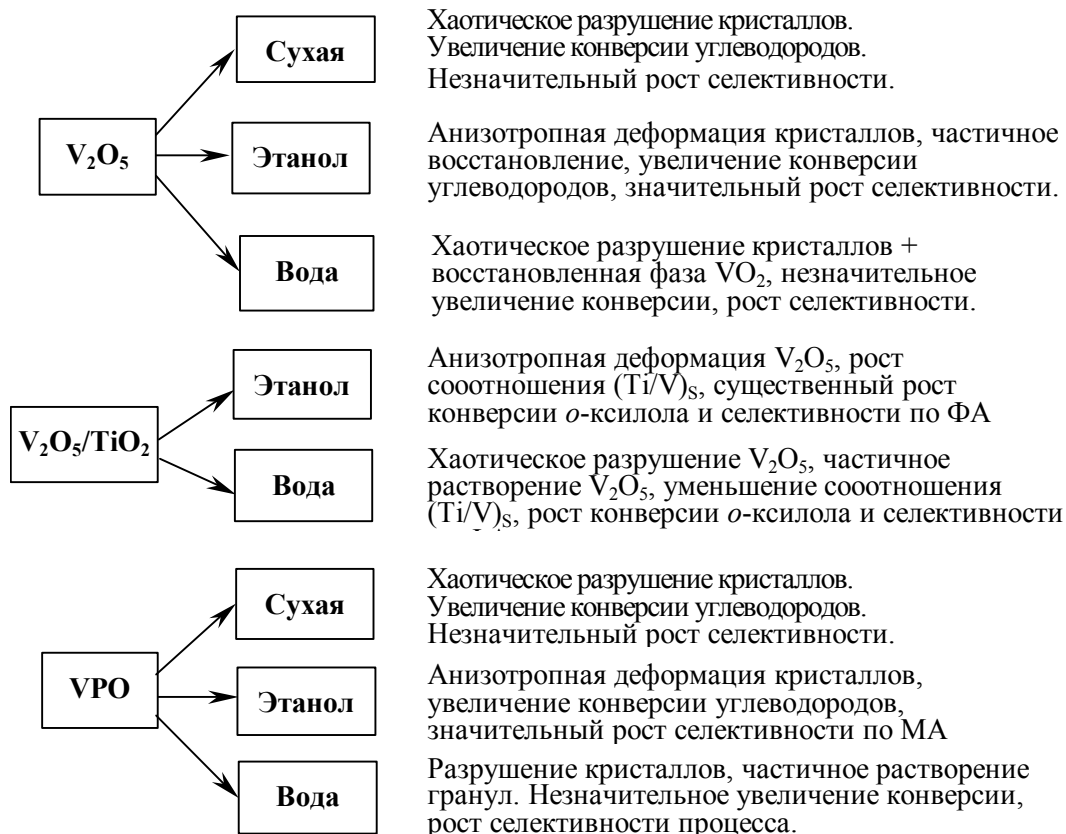 V₂O₅
Сухая
Хаотическое разрушение кристаллов.
Увеличение конверсии углеводородов.
Незначительный рост селективности.
Этанол
Анизотропная деформация кристаллов, частичное
восстановление, увеличение конверсии
углеводородов, значительный рост селективности.
Вода
Хаотическое разрушение кристаллов +
восстановленная фаза VO₂, незначительное
увеличение конверсии, рост селективности.
V₂O₅/TiO₂
Этанол
Анизотропная деформация V₂O₅, рост
сооотношения (Ti/V)S, существенный рост
конверсии о-ксилола и селективности по ФА
Вода
Хаотическое разрушение V₂O₅, частичное
растворение V₂O₅, уменьшение сооотношения
(Ti/V)S, рост конверсии о-ксилола и селективности
VPO
Сухая
Хаотическое разрушение кристаллов.
Увеличение конверсии углеводородов.
Незначительный рост селективности.
Этанол
Анизотропная деформация кристаллов,
увеличение конверсии углеводородов,
значительный рост селективности по МА
Вода
Разрушение кристаллов, частичное растворение
гранул. Незначительное увеличение конверсии,
рост селективности процесса.